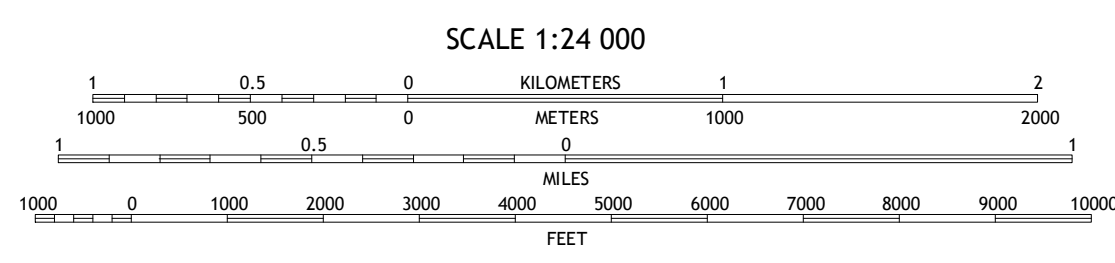 SCALE 1:24 000
1 0.5 0 KILOMETERS 1 2
1000 500 0 METERS 1000 2000
1 0.5 0 1
MILES
1000 0 1000 2000 3000 4000 5000 6000 7000 8000 9000 10000
FEET